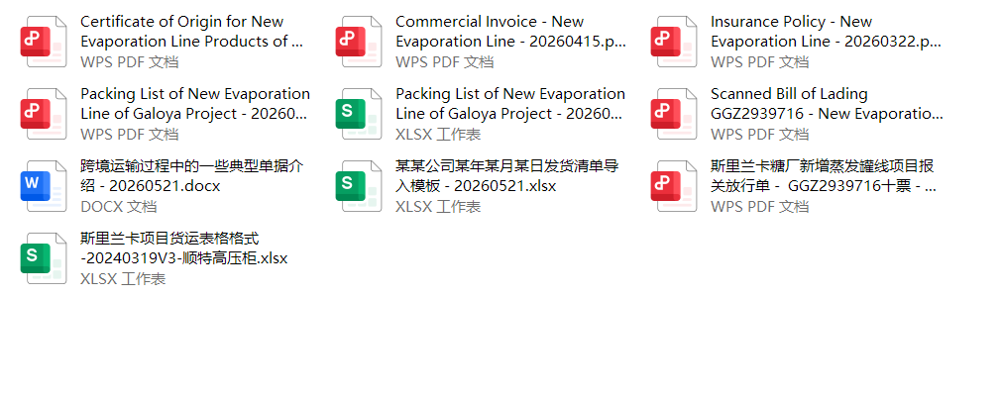 Certificate of Origin for New
Evaporation Line Products of ...
WPS PDF 文档
Commercial Invoice - New
Evaporation Line - 20260415.p...
WPS PDF 文档
Insurance Policy - New
Evaporation Line - 20260322.p...
WPS PDF 文档
Packing List of New Evaporation
Line of Galoya Project - 20260...
WPS PDF 文档
Packing List of New Evaporation
Line of Galoya Project - 20260...
XLSX 工作表
Scanned Bill of Lading
GGZ2939716 - New Evaporatio...
WPS PDF 文档
W
跨境运输过程中的一些典型单据介
绍 - 20260521.docx
DOCX 文档
S
某某公司某年某月某日发货清单导
入模板 - 20260521.xlsx
XLSX 工作表
斯里兰卡糖厂新增蒸发罐线项目报
关放行单 - GGZ2939716十票 - ...
WPS PDF 文档
S
斯里兰卡项目货运表格格式
-20240319V3-顺特高压柜.xlsx
XLSX 工作表